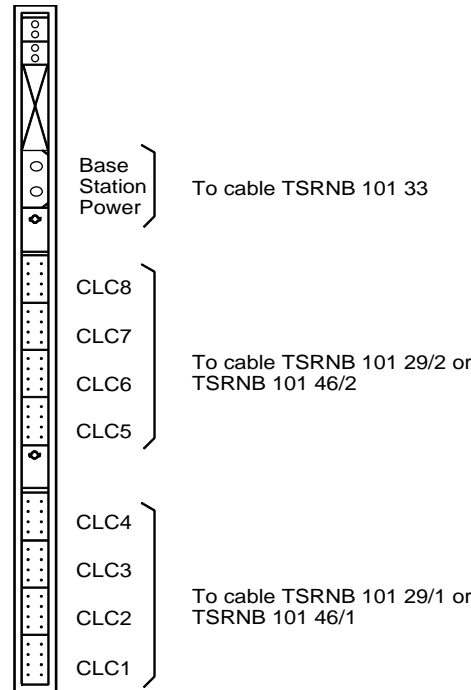 Base
Station
Power
To cable TSRNB 101 33
CLC8
CLC7
CLC6
CLC5
To cable TSRNB 101 29/2 or
TSRNB 101 46/2
CLC4
CLC3
CLC2
CLC1
To cable TSRNB 101 29/1 or
TSRNB 101 46/1